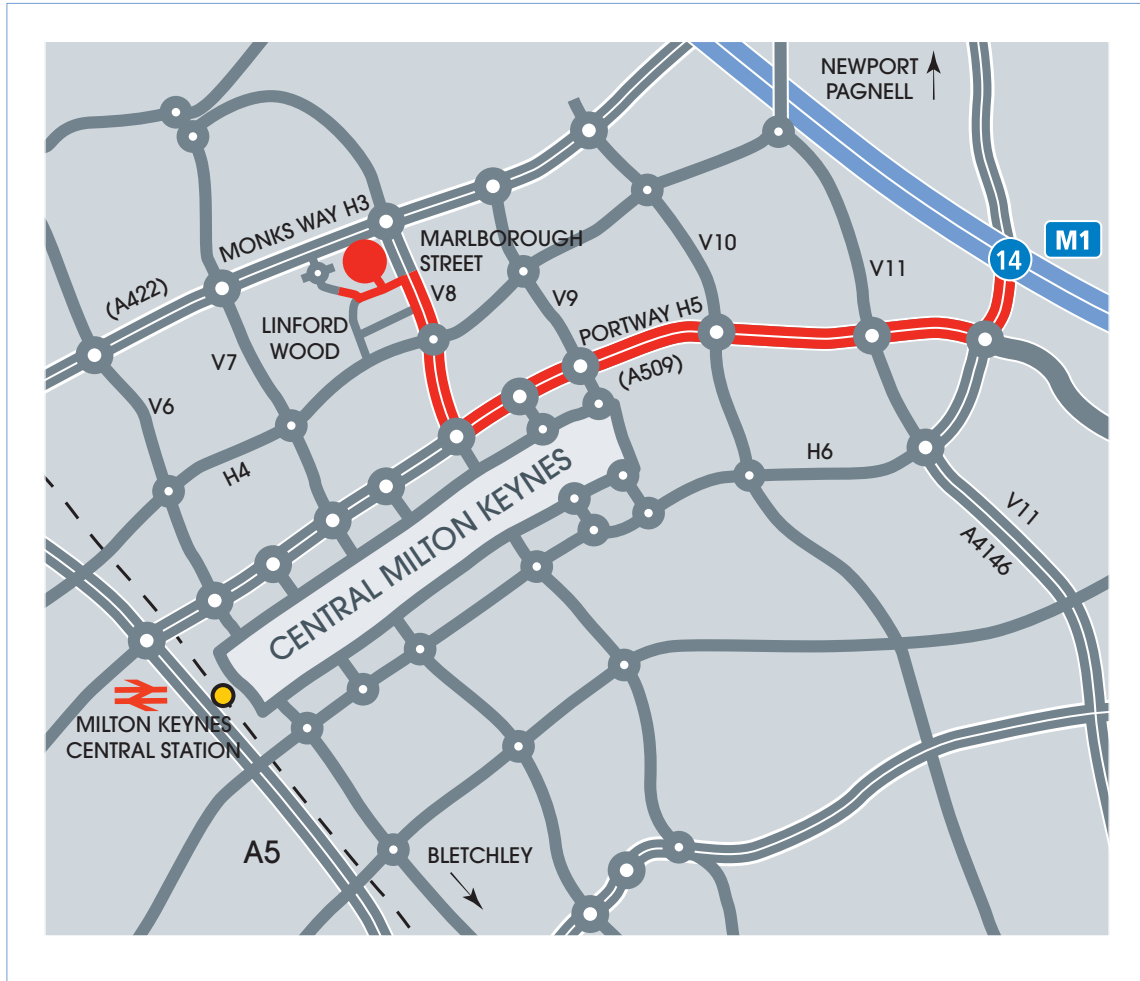 NEWPORT
PAGNELL
M1
14
MONKS WAY H3
(A422)
MARLBOROUGH
STREET
V8
V9
V10
V11
PORTWAY H5
(A509)
LINFORD
WOOD
V7
V6
H4
H6
V11
A4146
CENTRAL MILTON KEYNES
MILTON KEYNES
CENTRAL STATION
A5
BLETCHLEY